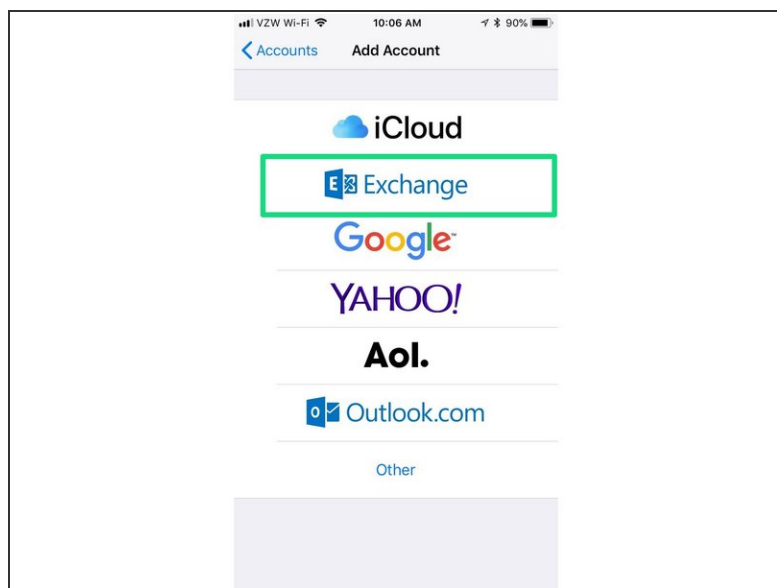 VZW Wi-Fi 10:06 AM 90%
Accounts Add Account
iCloud
E Exchange
Google
YAHOO!
Aol.
o Outlook.com
Other